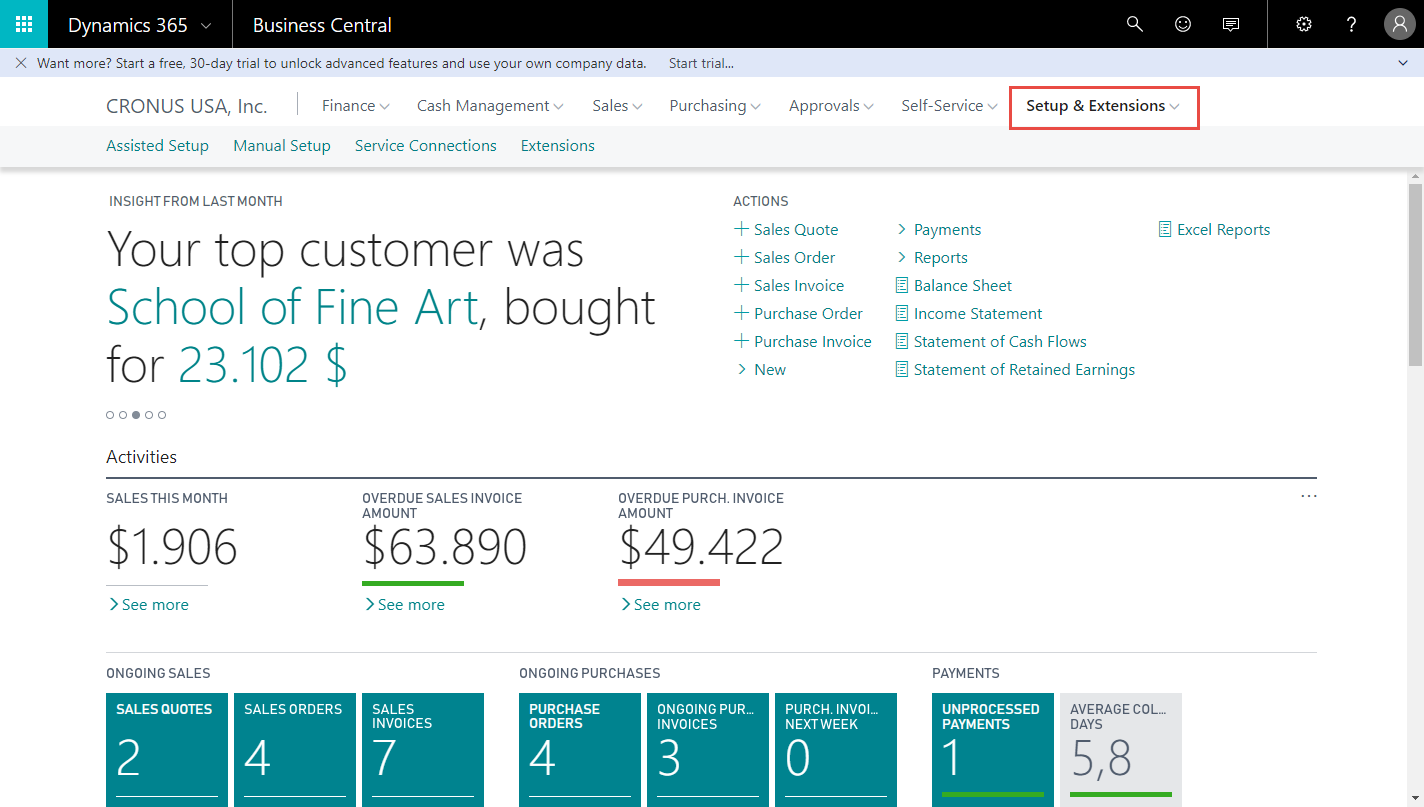 Dynamics 365
Business Central
?
Want more? Start a free, 30-day trial to unlock advanced features and use your own company data.
Start trial...
CRONUS USA, Inc.
Finance
Cash Management
Sales
Purchasing
Approvals
Self-Service
Setup & Extensions
Assisted Setup
Manual Setup
Service Connections
Extensions
INSIGHT FROM LAST MONTH
Your top customer was
School of Fine Art, bought
for 23.102 $
ACTIONS
Sales Quote
Sales Order
Sales Invoice
Purchase Order
Purchase Invoice
New
Payments
Reports
Balance Sheet
Income Statement
Statement of Cash Flows
Statement of Retained Earnings
Excel Reports
Activities
...
SALES THIS MONTH
$1.906
See more
OVERDUE SALES INVOICE
AMOUNT
$63.890
See more
OVERDUE PURCH. INVOICE
AMOUNT
$49.422
See more
ONGOING SALES
SALES QUOTES
2
SALES ORDERS
4
SALES
INVOICES
7
ONGOING PURCHASES
PURCHASE
ORDERS
4
ONGOING PUR...
INVOICES
3
PURCH. INVOI...
NEXT WEEK
0
PAYMENTS
UNPROCESSED
PAYMENTS
1
AVERAGE COL...
DAYS
5,8